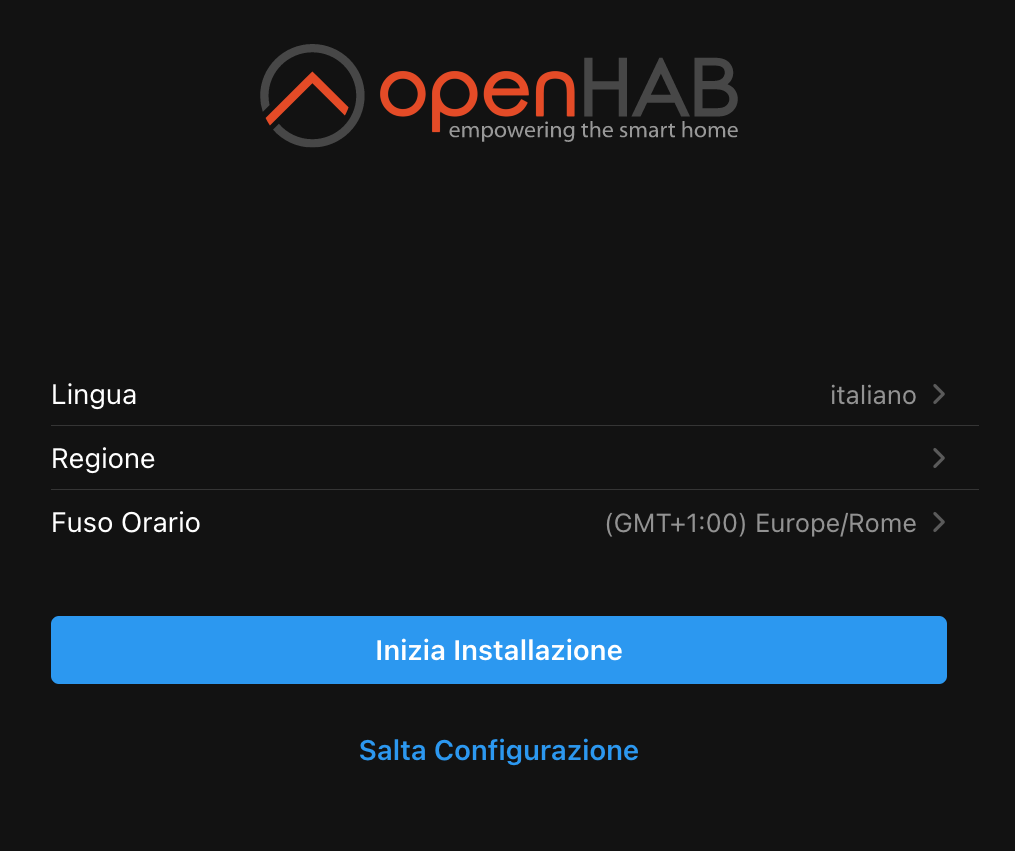 openHAB
empowering the smart home
Lingua italiano
Regione
Fuso Orario (GMT+1:00) Europe/Rome
Inizia Installazione
Salta Configurazione